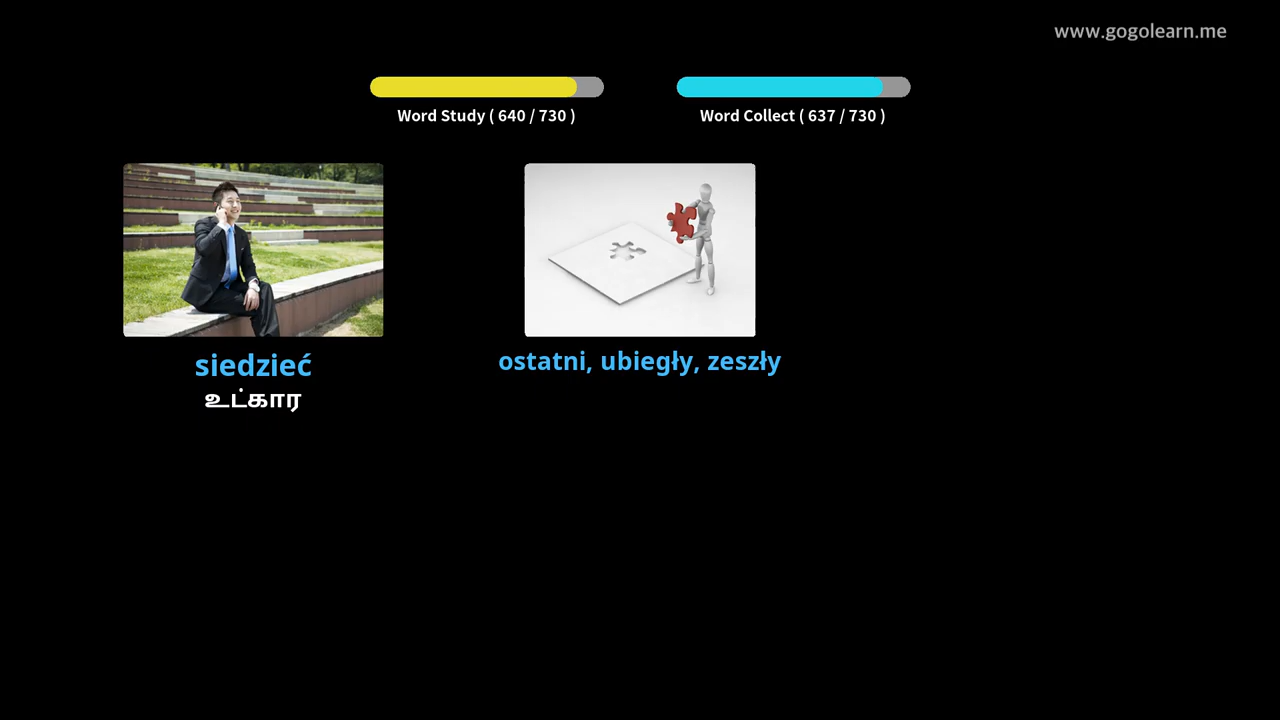 www.gogolearn.me
Word Study ( 640 / 730 )
Word Collect ( 637 / 730 )
siedzieć
உட்கார
ostatni, ubiegły, zeszły